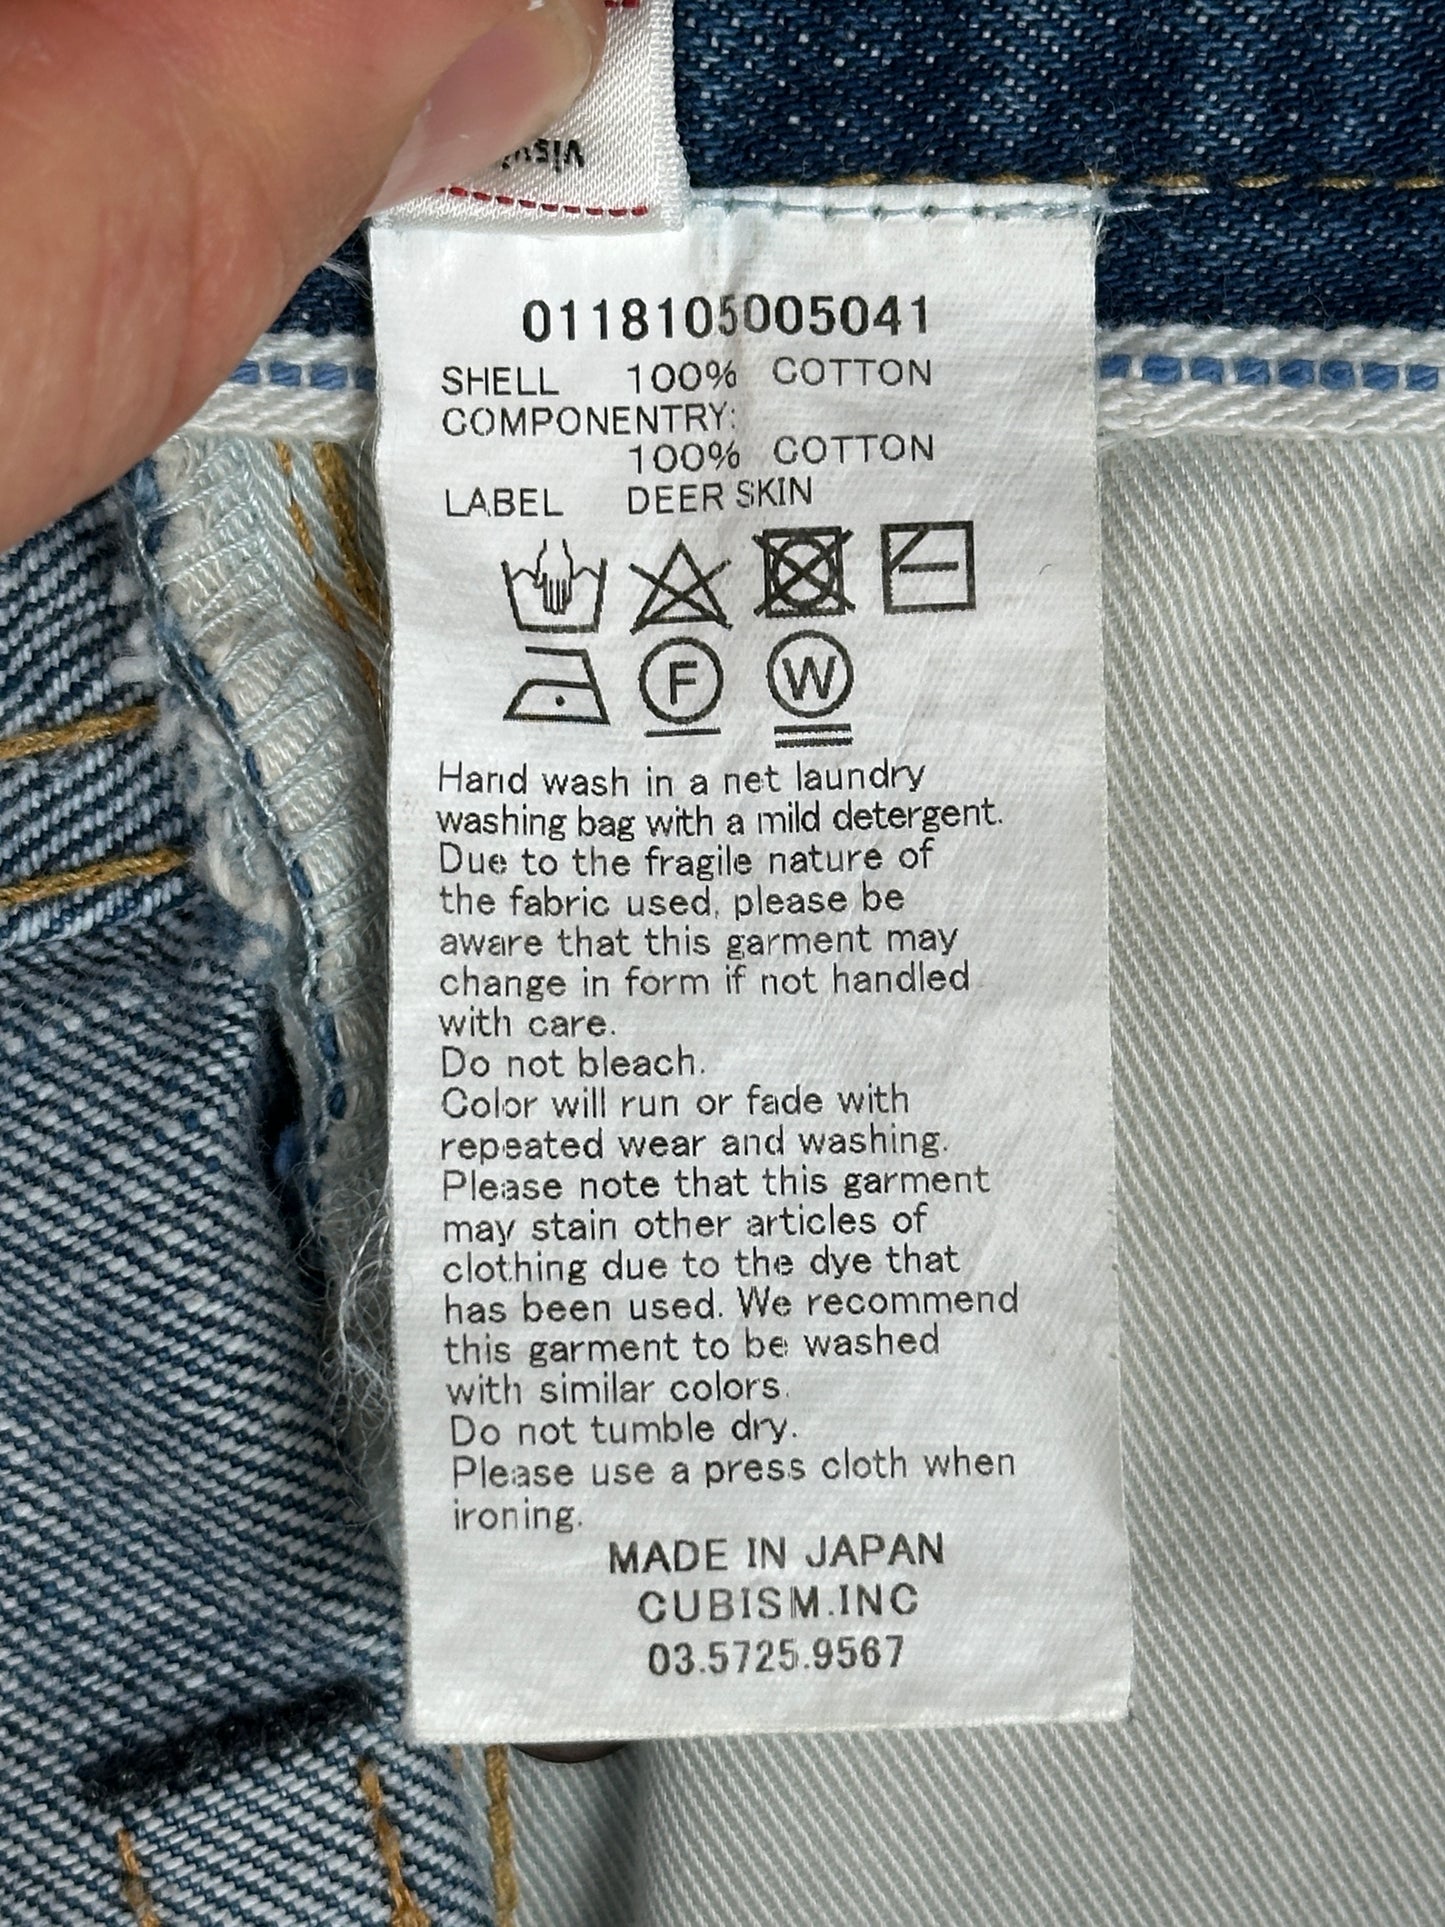 0118105005041
SHELL 100% COTTON
COMPONENTRY:
100% COTTON
LABEL DEER SKIN
F W
Hand wash in a net laundry
washing bag with a mild detergent.
Due to the fragile nature of
the fabric used, please be
aware that this garment may
change in form if not handled
with care.
Do not bleach.
Color will run or fade with
repeated wear and washing.
Please note that this garment
may stain other articles of
clothing due to the dye that
has been used. We recommend
this garment to be washed
with similar colors.
Do not tumble dry.
Please use a press cloth when
ironing.
MADE IN JAPAN
CUBISM.INC
03.5725.9567